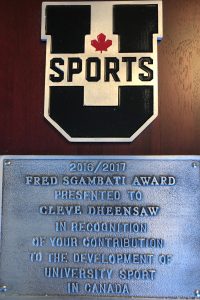 U
SPORTS
2016/2017
FRED SGAMBATI AWARD
PRESENTED TO
CLEVE DHEENSAW
IN RECOGNITION
OF YOUR CONTRIBUTION
TO THE DEVELOPMENT OF
UNIVERSITY SPORT
IN CANADA